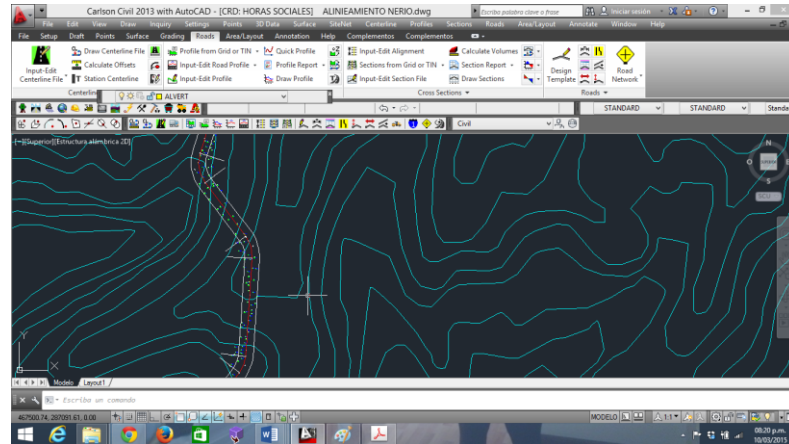 Carlson Civil 2013 with AutoCAD - [CRD: HORAS SOCIALES]   ALINIEAMIENTO NERIO.dwg
Escriba palabra clave o frase
Iniciar sesión
File Edit View Draw Inquiry Settings Points 3D Data Surface SiteNet Centerline Profiles Sections Roads Area/Layout Annotate Window Help
File Setup Draft Points Surface Grading Roads Area/Layout Annotation Help Complementos Complementos
Input-Edit Centerline File
Draw Centerline File
Calculate Offsets
Station Centerline
Profile from Grid or TIN
Input-Edit Road Profile
Input-Edit Profile
Quick Profile
Profile Report
Draw Profile
Input-Edit Alignment
Sections from Grid or TIN
Input-Edit Section File
Calculate Volumes
Section Report
Draw Sections
Design Template
Road Network
Cross Sections
Roads
ALVERT
STANDARD STANDARD
Civil
[−][Superior][Estructura alámbrica 2D]
N
O
S
Y
X
Modelo Layout1
Escriba un comando
467500.74, 287091.61, 0.00
MODELO
1:1
08:20 p.m.
10/03/2015